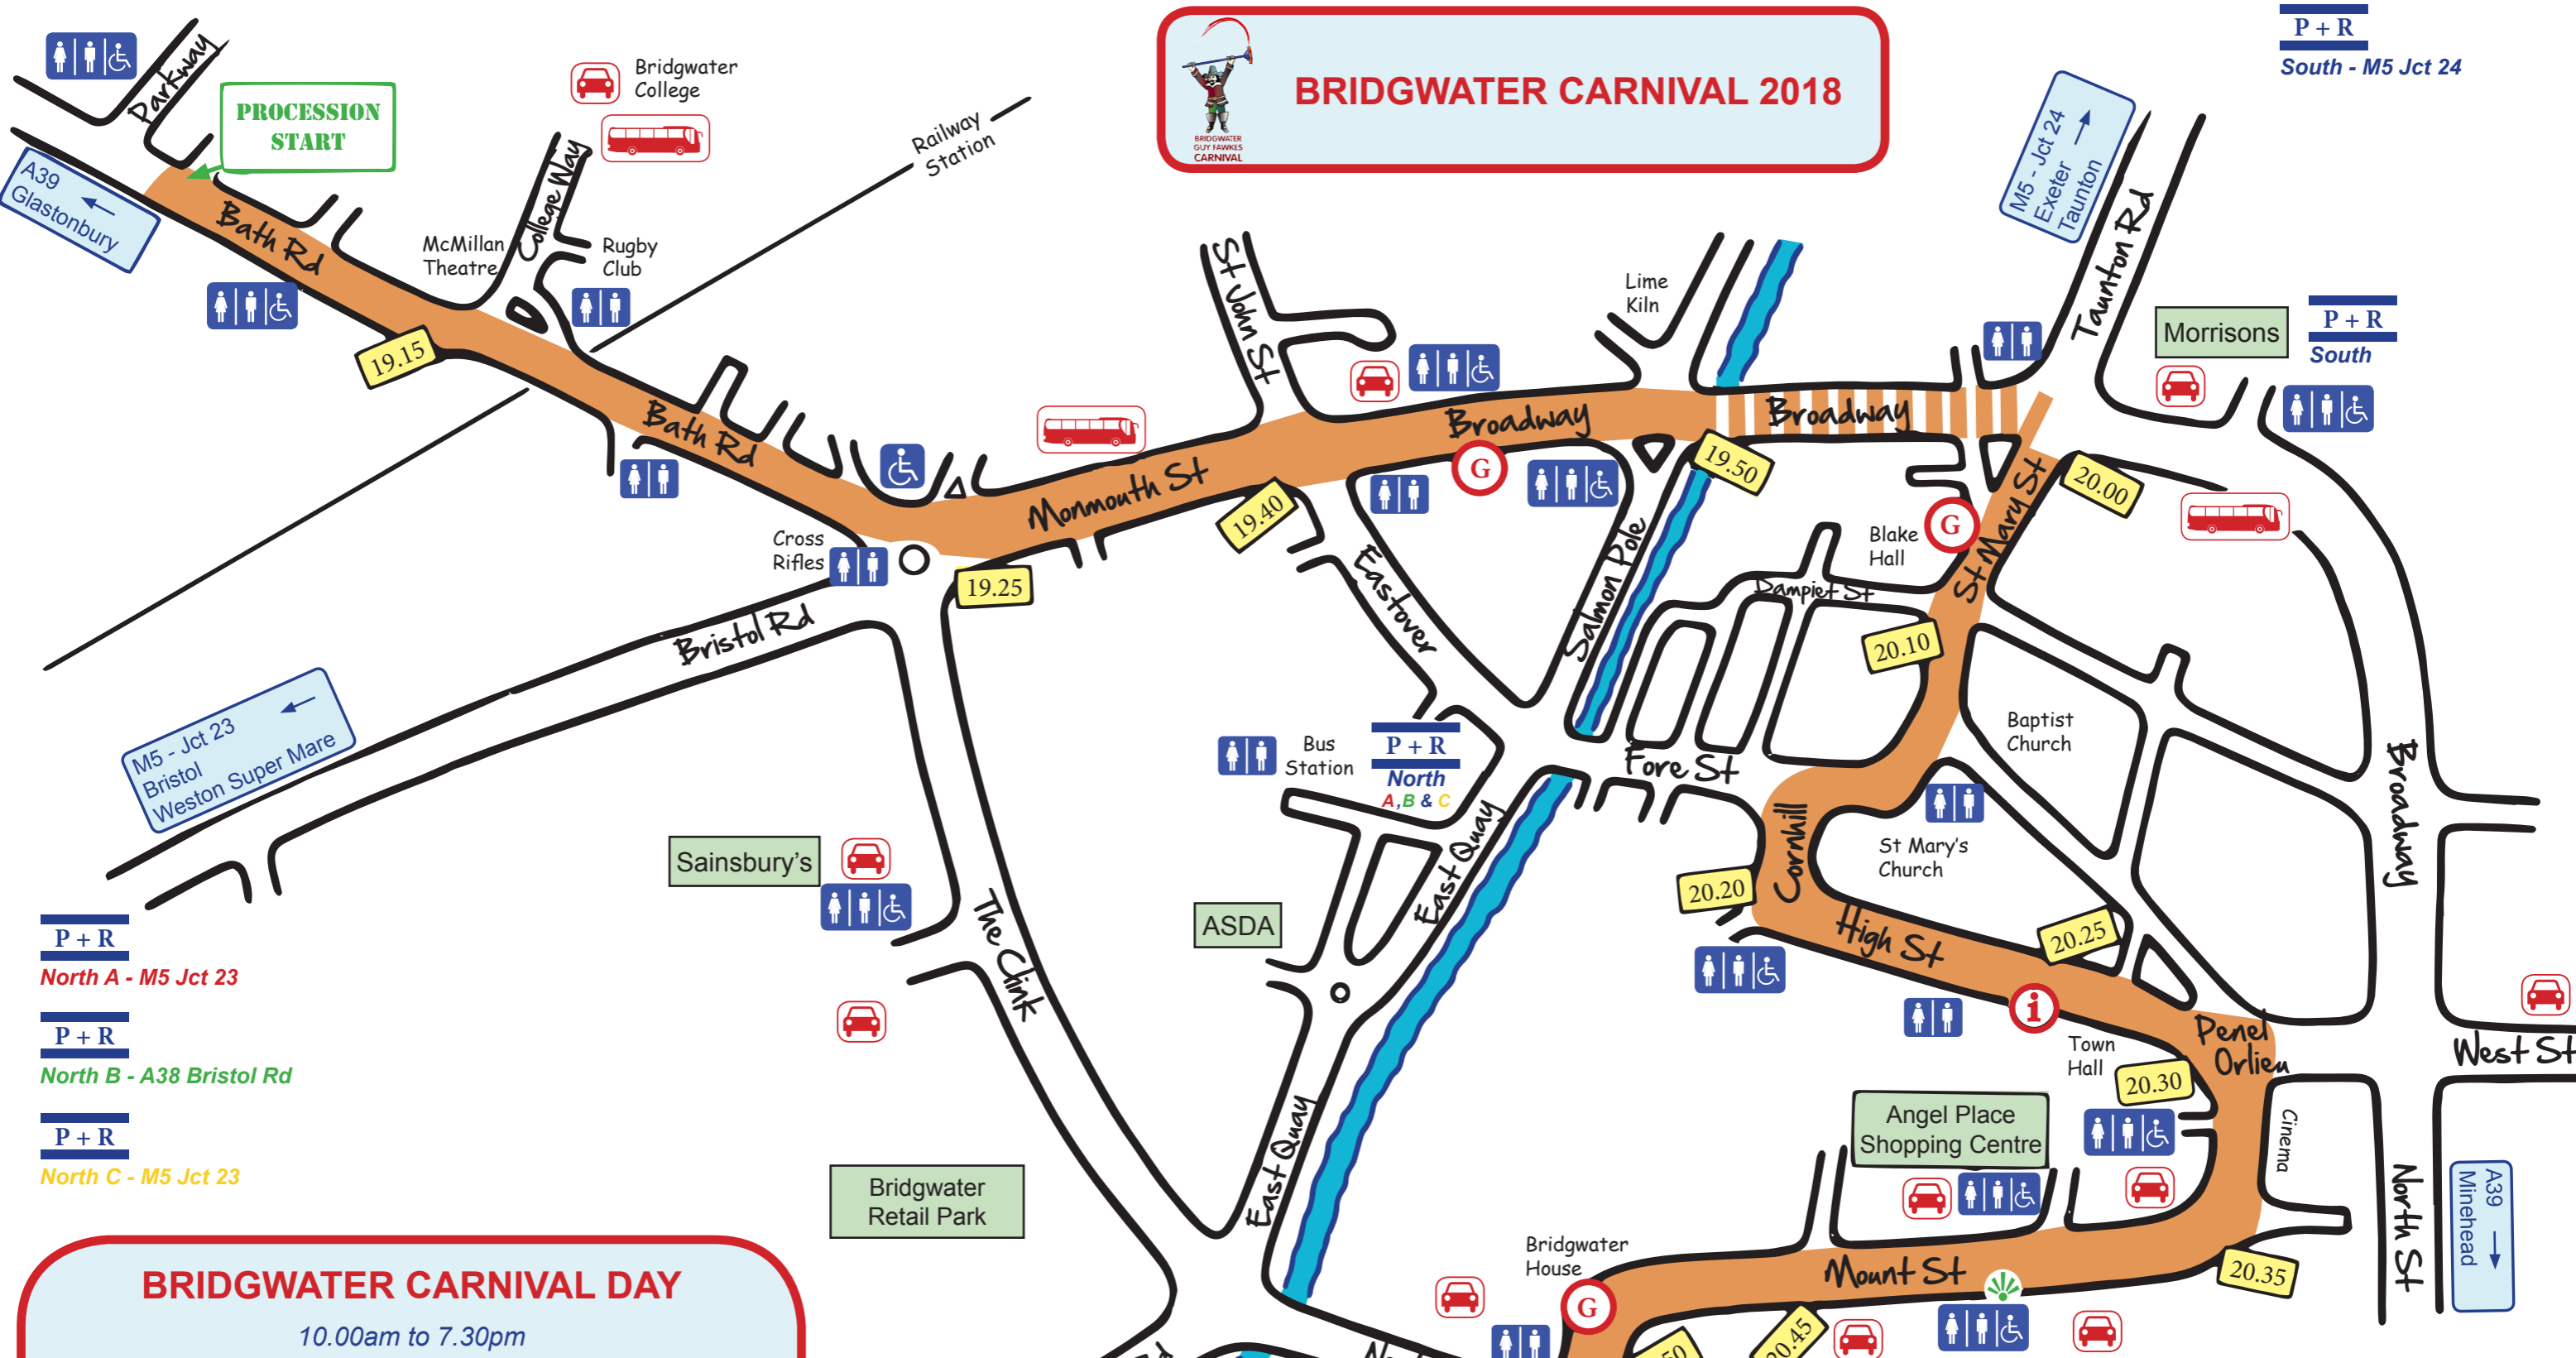 BRIDGWATER CARNIVAL 2018
BRIDGWATER
GUY FAWKES
CARNIVAL
P + R
South - M5 Jct 24
Parkway
PROCESSION
START
Bridgwater
College
Railway
Station
M5 - Jct 24
Exeter
Taunton
A39
Glastonbury
Bath Rd
McMillan
Theatre
College Way
Rugby
Club
St John St
Lime
Kiln
Taunton Rd
Morrisons
P + R
South
19.15
Bath Rd
Monmouth St
Broadway
G
Broadway
19.50
20.00
St Mary St
19.40
Cross
Rifles
19.25
Eastover
Salmon Pole
Blake
Hall
G
Dampiet St
20.10
Bristol Rd
M5 - Jct 23
Bristol
Weston Super Mare
Bus
Station
P + R
North
A,B & C
Fore St
Baptist
Church
Broadway
Sainsbury's
The Clink
ASDA
East Quay
Cornhill
St Mary's
Church
20.20
High St
20.25
i
Town
Hall
Penel
Orlieu
West St
20.30
P + R
North A - M5 Jct 23
P + R
North B - A38 Bristol Rd
P + R
North C - M5 Jct 23
Bridgwater
Retail Park
East Quay
Angel Place
Shopping Centre
Cinema
North St
A39
Minehead
Bridgwater
House
G
Mount St
20.35
20.45
BRIDGWATER CARNIVAL DAY
10.00am to 7.30pm